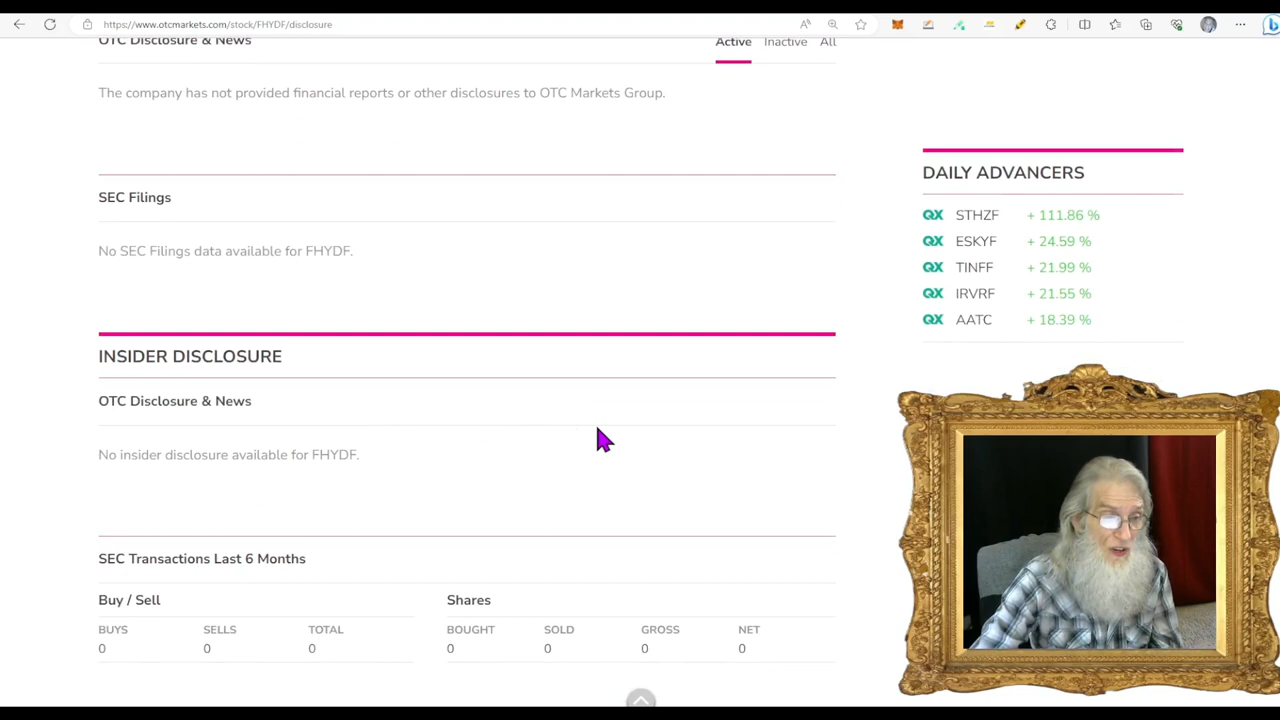 https://www.otcmarkets.com/stock/FHYDF/disclosure
OTC Disclosure & News
Active Inactive All
The company has not provided financial reports or other disclosures to OTC Markets Group.
SEC Filings
No SEC Filings data available for FHYDF.
INSIDER DISCLOSURE
OTC Disclosure & News
No insider disclosure available for FHYDF.
SEC Transactions Last 6 Months
Buy / Sell
BUYS SELLS TOTAL
0 0 0
Shares
BOUGHT SOLD GROSS NET
0 0 0 0
DAILY ADVANCERS
QX STHZF + 111.86 %
QX ESKYF + 24.59 %
QX TINFF + 21.99 %
QX IRVRF + 21.55 %
QX AATC + 18.39 %